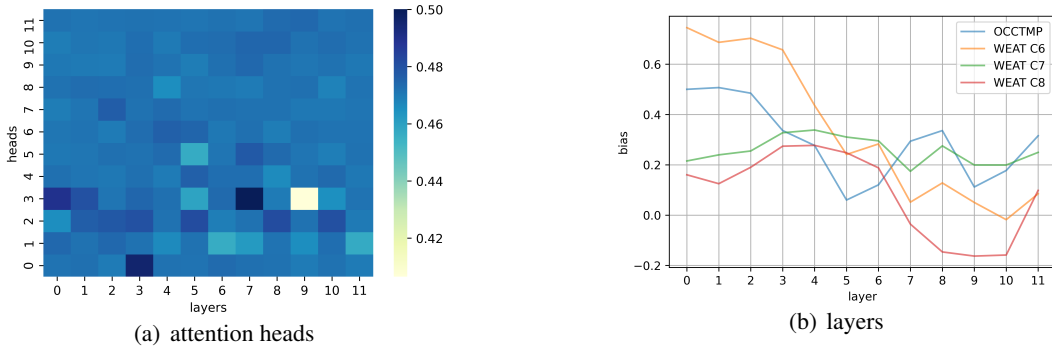 11
10
9
8
7
6
5
4
3
2
1
0
heads
0 1 2 3 4 5 6 7 8 9 10 11
layers
0.50
0.48
0.46
0.44
0.42
(a) attention heads
0.6
0.4
0.2
0.0
−0.2
bias
OCCTMP
WEAT C6
WEAT C7
WEAT C8
0 1 2 3 4 5 6 7 8 9 10 11
layer
(b) layers